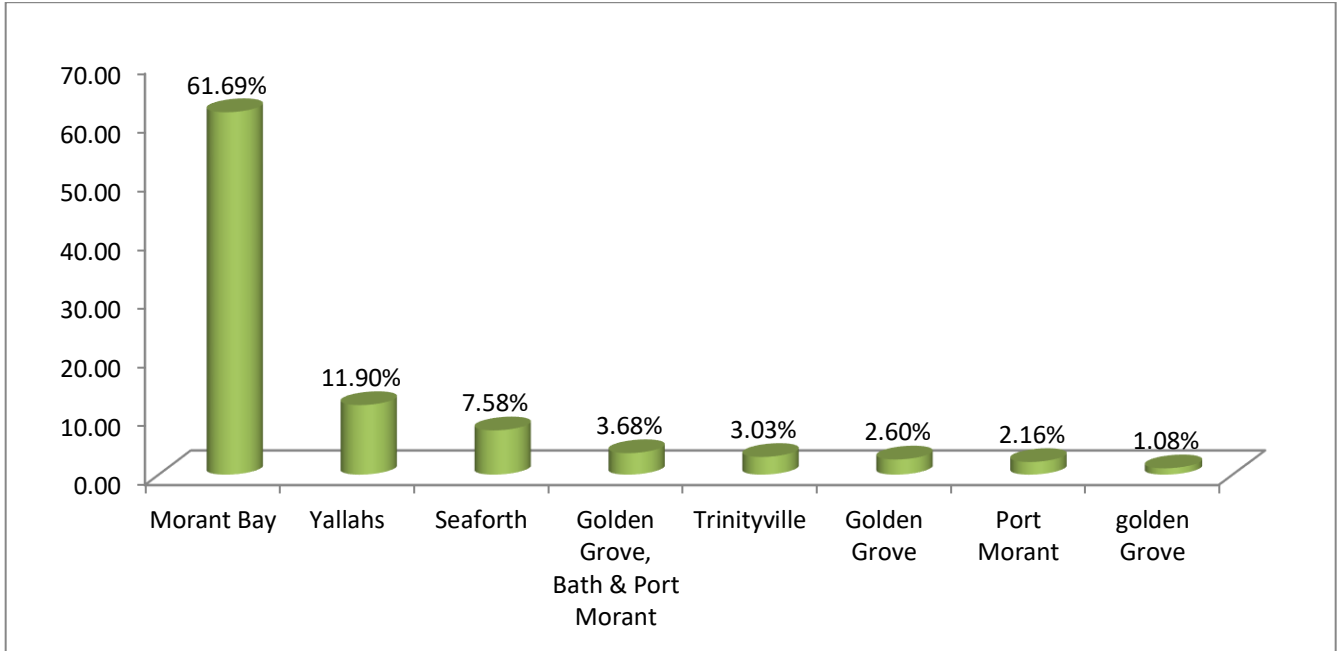 70.00
60.00
50.00
40.00
30.00
20.00
10.00
0.00
61.69%
11.90%
7.58%
3.68%
3.03%
2.60%
2.16%
1.08%
Morant Bay
Yallahs
Seaforth
Golden
Grove,
Bath & Port
Morant
Trinityville
Golden
Grove
Port
Morant
golden
Grove